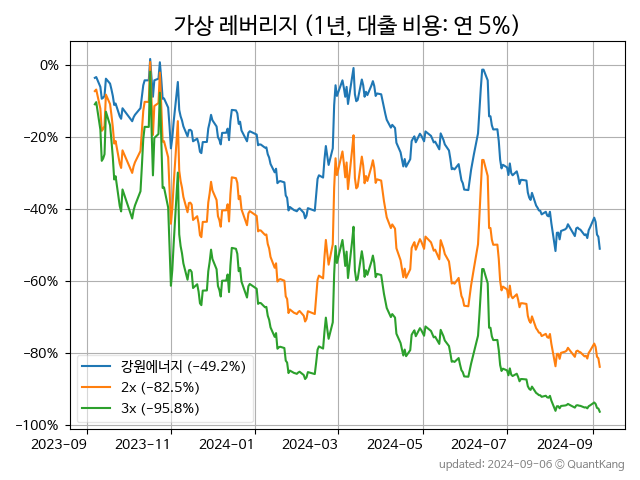 가상 레버리지 (1년, 대출 비용: 연 5%)
0%
−20%
−40%
−60%
−80%
−100%
강원에너지 (−49.2%)
2x (−82.5%)
3x (−95.8%)
2023-09 2023-11 2024-01 2024-03 2024-05 2024-07 2024-09
updated: 2024-09-06 © QuantKang